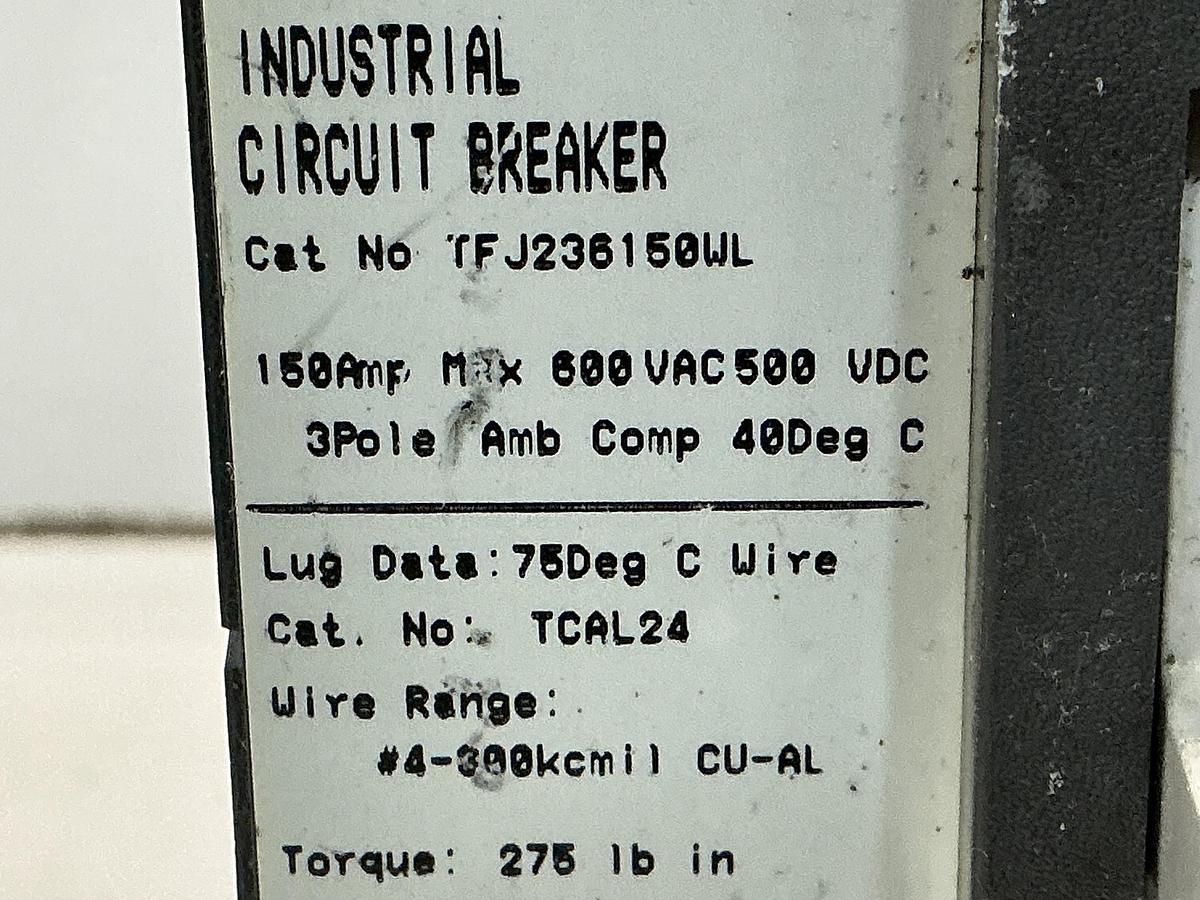 INDUSTRIAL
CIRCUIT BREAKER
Cat No TFJ236150WL
150Amp Max 600VAC500 VDC
3Pole Amb Comp 40Deg C
Lug Data:75Deg C Wire
Cat. No: TCAL24
Wire Range:
#4-300kcmil CU-AL
Torque: 275 lb in